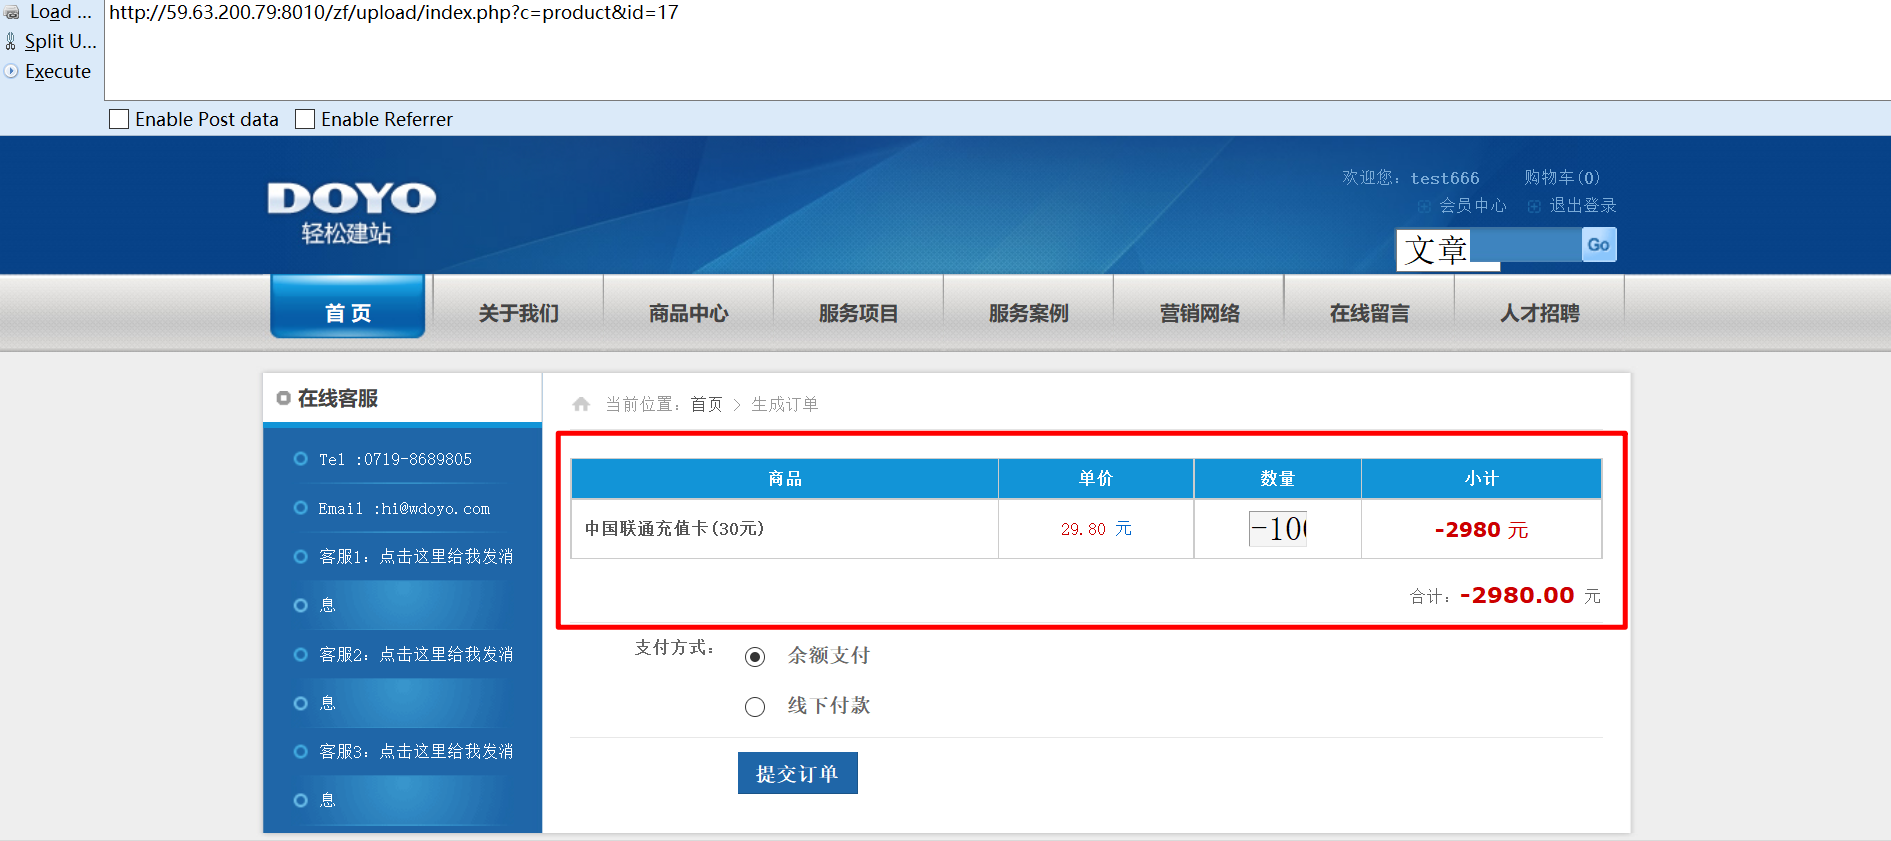 Load ...
http://59.63.200.79:8010/zf/upload/index.php?c=product&id=17
Split U...
Execute
Enable Post data
Enable Referrer
DOYO
轻松建站
欢迎您：test666
购物车(0)
会员中心
退出登录
文章
Go
首 页
关于我们
商品中心
服务项目
服务案例
营销网络
在线留言
人才招聘
在线客服
Tel :0719-8689805
Email :hi@wdoyo.com
客服1：点击这里给我发消
息
客服2：点击这里给我发消
息
客服3：点击这里给我发消
息
当前位置：首页 > 生成订单
商品 单价 数量 小计
中国联通充值卡(30元) 29.80 元 -100 -2980 元
合计：-2980.00 元
支付方式：
余额支付
线下付款
提交订单